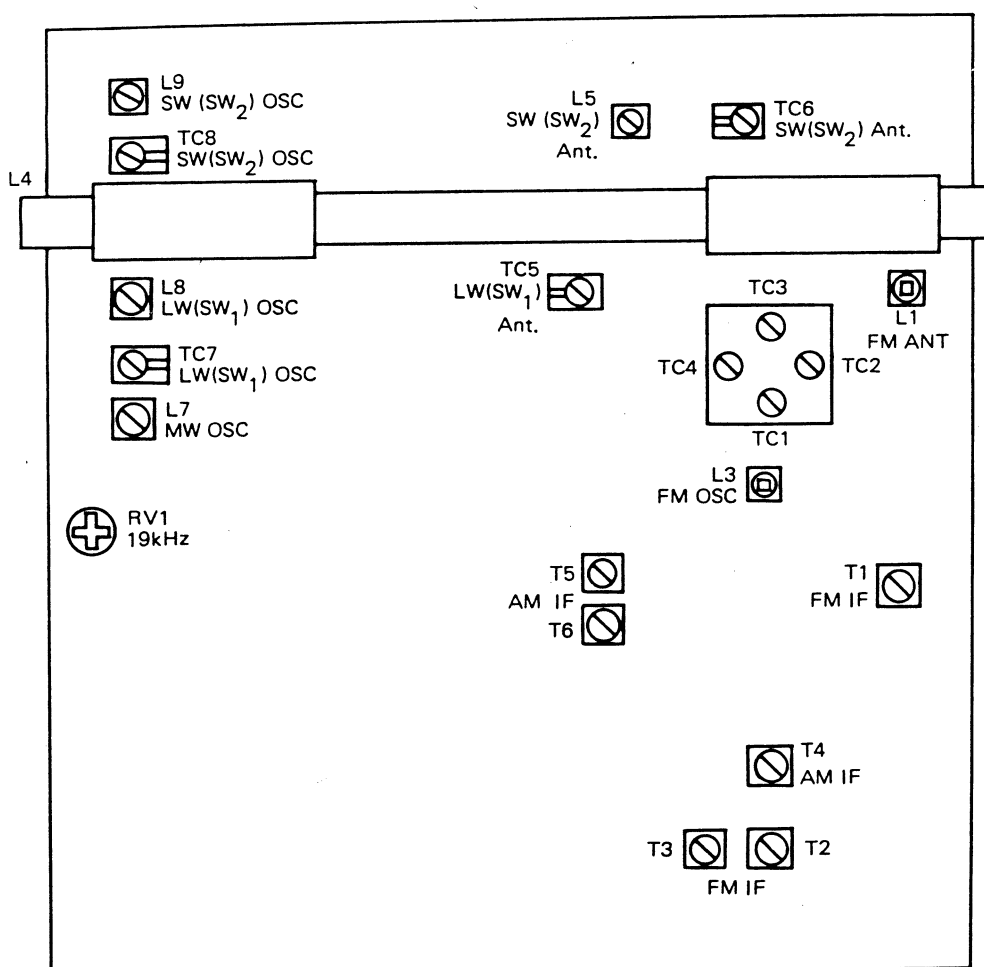 L9
SW (SW2) OSC
TC8
SW(SW2) OSC
L5
SW (SW2)
Ant.
TC6
SW(SW2) Ant.
L4
L8
LW(SW1) OSC
TC7
LW(SW1) OSC
L7
MW OSC
TC5
LW(SW1)
Ant.
TC3
TC4
TC2
TC1
L1
FM ANT
L3
FM OSC
RV1
19kHz
T5
AM IF
T6
T1
FM IF
T4
AM IF
T3
T2
FM IF